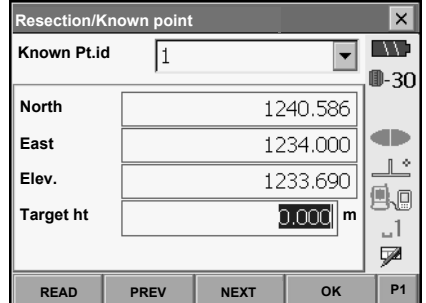 Resection/Known point
Known Pt.id 1
-30
North 1240.586
East 1234.000
Elev. 1233.690
Target ht 0.000 m
1
READ PREV NEXT OK P1